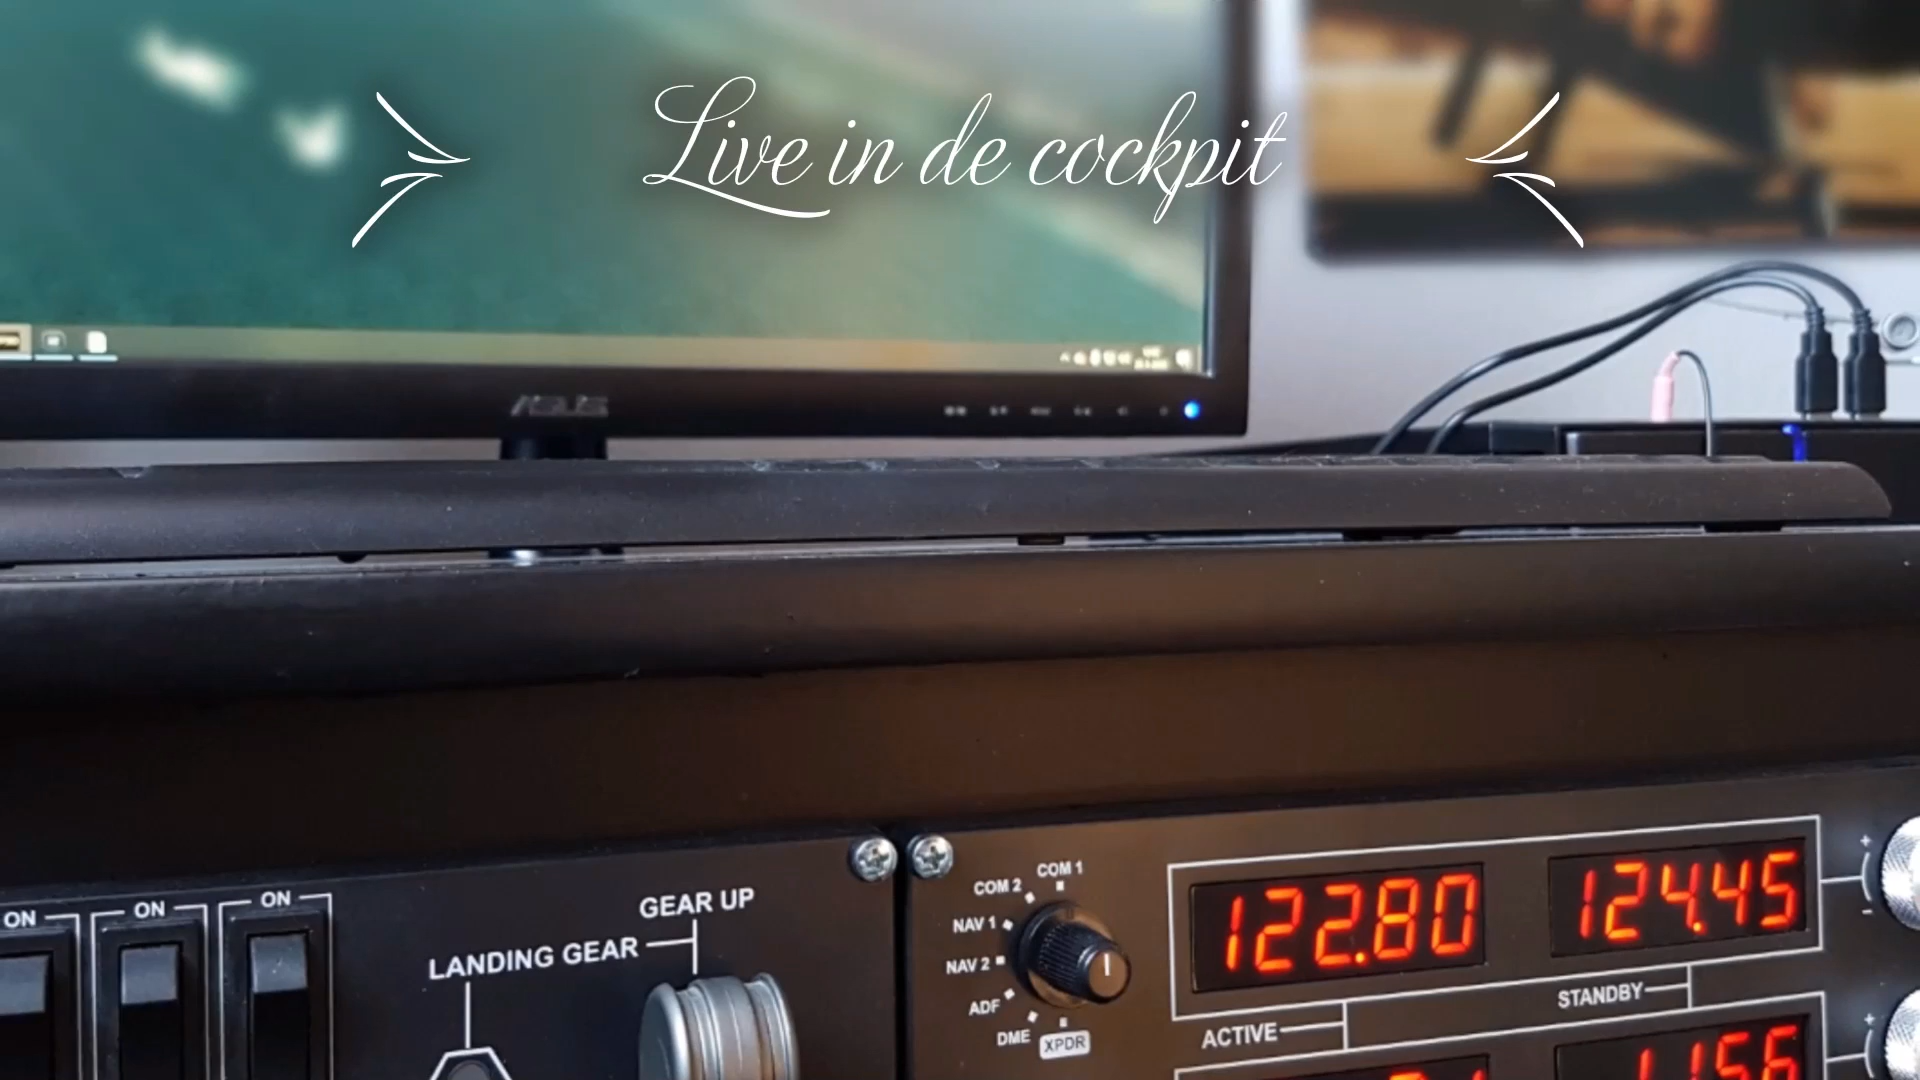 Live in de cockpit
ASUS
ON
ON
ON
GEAR UP
LANDING GEAR
COM 1
COM 2
NAV 1
NAV 2
ADF
DME
XPDR
122.80
124.45
ACTIVE
STANDBY